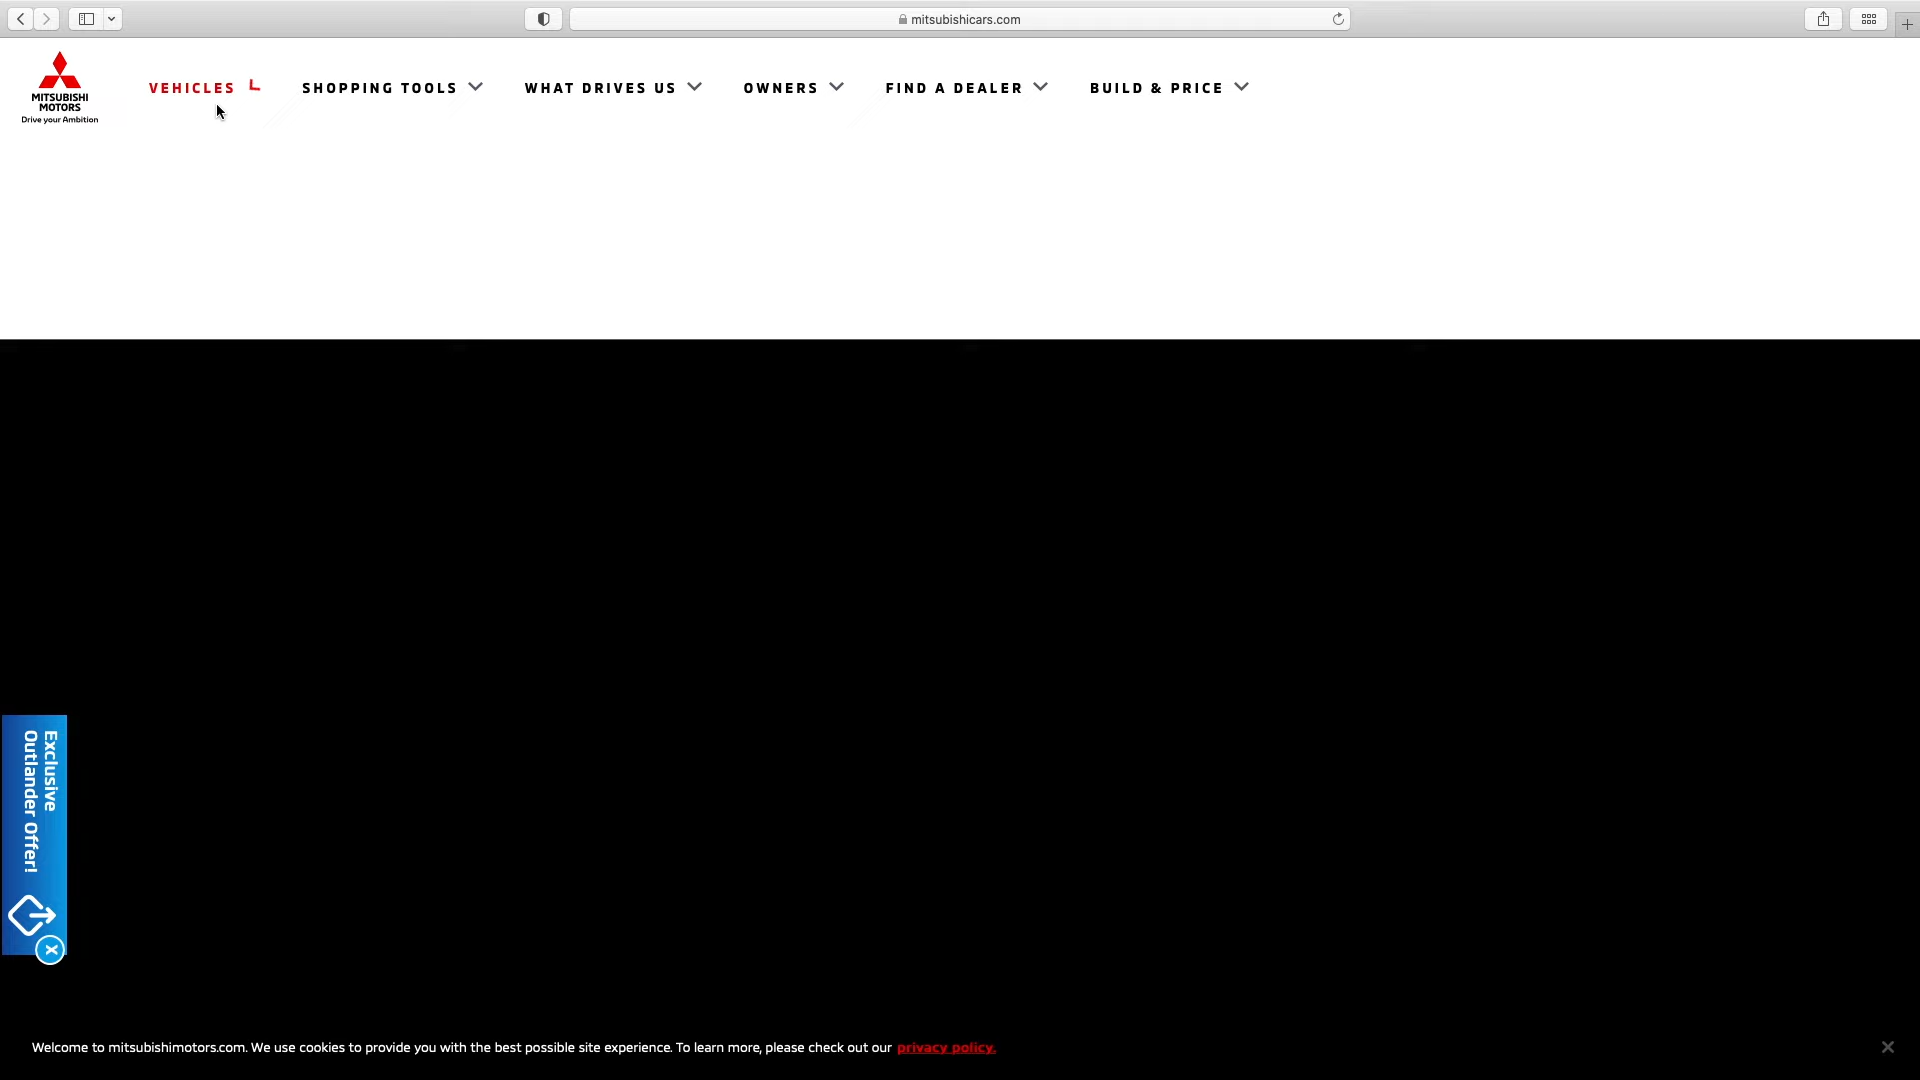 mitsubishicars.com
MITSUBISHI
MOTORS
Drive your Ambition
VEHICLES
SHOPPING TOOLS
WHAT DRIVES US
OWNERS
FIND A DEALER
BUILD & PRICE
Exclusive
Outlander Offer!
Welcome to mitsubishimotors.com. We use cookies to provide you with the best possible site experience. To learn more, please check out our privacy policy.